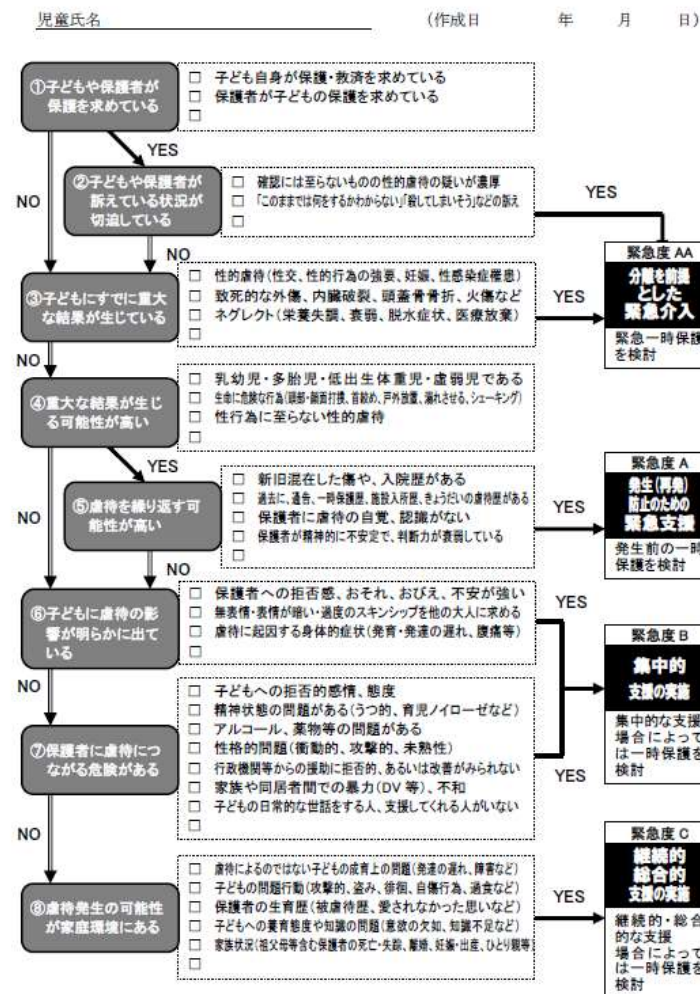 児童氏名 (作成日 年 月 日)
①子どもや保護者が
保護を求めている
□ 子ども自身が保護・救済を求めている
□ 保護者が子どもの保護を求めている
□
YES
NO
②子どもや保護者が
訴えている状況が
切迫している
□ 確認には至らないものの性的虐待の疑いが濃厚
□ 「このままでは何をするかわからない」「殺してしまいそう」などの訴え
□
YES
NO
③子どもにすでに重大
な結果が生じている
□ 性的虐待(性交、性的行為の強要、妊娠、性感染症罹患)
□ 致死的な外傷、内臓破裂、頭蓋骨骨折、火傷など
□ ネグレクト(栄養失調、衰弱、脱水症状、医療放棄)
□
YES
緊急度 AA
分離を前提
とした
緊急介入
緊急一時保護
を検討
NO
④重大な結果が生じ
る可能性が高い
□ 乳幼児・多胎児・低出生体重児・虚弱児である
□ 生命に危険な行為(頭部・顔面打撲、首絞め、戸外放置、溺れさせる、シェーキング)
□ 性行為に至らない性的虐待
□
YES
NO
⑤虐待を繰り返す可
能性が高い
□ 新旧混在した傷や、入院歴がある
□ 過去に、通告、一時保護歴、施設入所歴、きょうだいの虐待歴がある
□ 保護者に虐待の自覚、認識がない
□ 保護者が精神的に不安定で、判断力が衰弱している
□
YES
緊急度 A
発生(再発)
防止のための
緊急支援
発生前の一時
保護を検討
NO
⑥子どもに虐待の影
響が明らかに出て
いる
□ 保護者への拒否感、おそれ、おびえ、不安が強い
□ 無表情・表情が暗い・過度のスキンシップを他の大人に求める
□ 虐待に起因する身体的症状(発育・発達の遅れ、腹痛等)
□
YES
緊急度 B
集中的
支援の実施
集中的な支援
場合によって
は一時保護を
検討
NO
⑦保護者に虐待につ
ながる危険がある
□ 子どもへの拒否的感情、態度
□ 精神状態の問題がある(うつ的、育児ノイローゼなど)
□ アルコール、薬物等の問題がある
□ 性格的問題(衝動的、攻撃的、未熟性)
□ 行政機関等からの援助に拒否的、あるいは改善がみられない
□ 家族や同居者間での暴力(DV 等)、不和
□ 子どもの日常的な世話をする人、支援してくれる人がいない
□
YES
NO
⑧虐待発生の可能性
が家庭環境にある
□ 虐待によるのではない子どもの成育上の問題(発達の遅れ、障害など)
□ 子どもの問題行動(攻撃的、盗み、徘徊、自傷行為、過食など)
□ 保護者の生育歴(被虐待歴、愛されなかった思いなど)
□ 子どもへの養育態度や知識の問題(意欲の欠如、知識不足など)
□ 家族状況(祖父母等含む保護者の死亡・失踪、離婚、妊娠・出産、ひとり親等)
□
YES
緊急度 C
継続的
総合的
支援の実施
継続的・総合
的な支援
場合によって
は一時保護を
検討